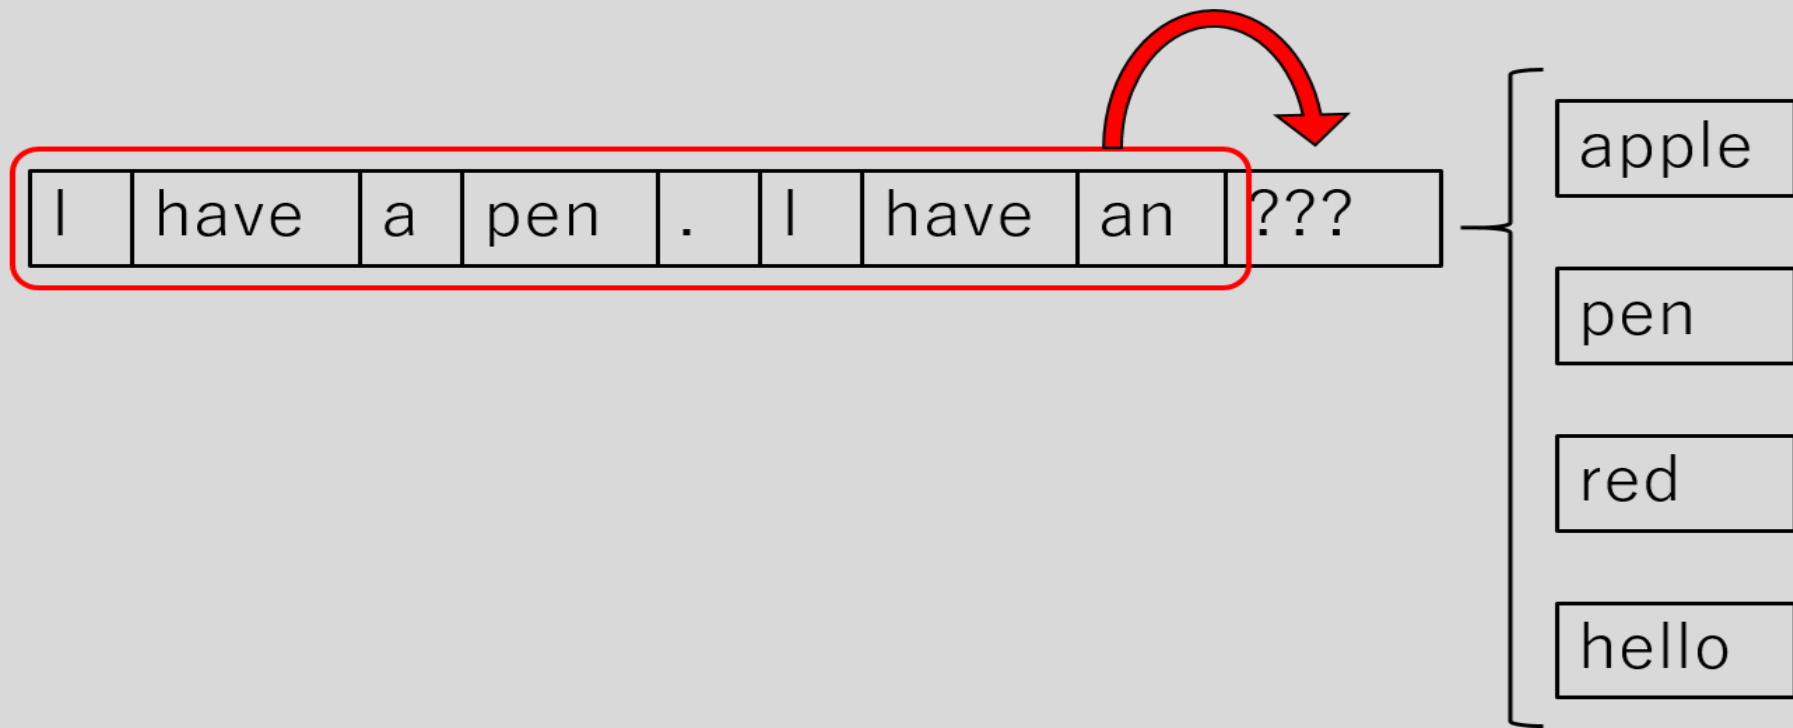 I have a pen . I have an ???
apple
pen
red
hello